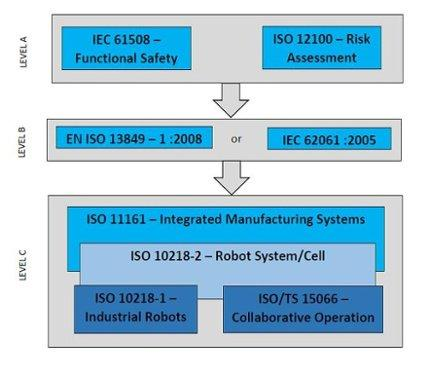 LEVEL A
IEC 61508 –
Functional Safety
ISO 12100 – Risk
Assessment
LEVEL B
EN ISO 13849 – 1 :2008
or
IEC 62061 :2005
LEVEL C
ISO 11161 – Integrated Manufacturing Systems
ISO 10218-2 – Robot System/Cell
ISO 10218-1 –
Industrial Robots
ISO/TS 15066 –
Collaborative Operation